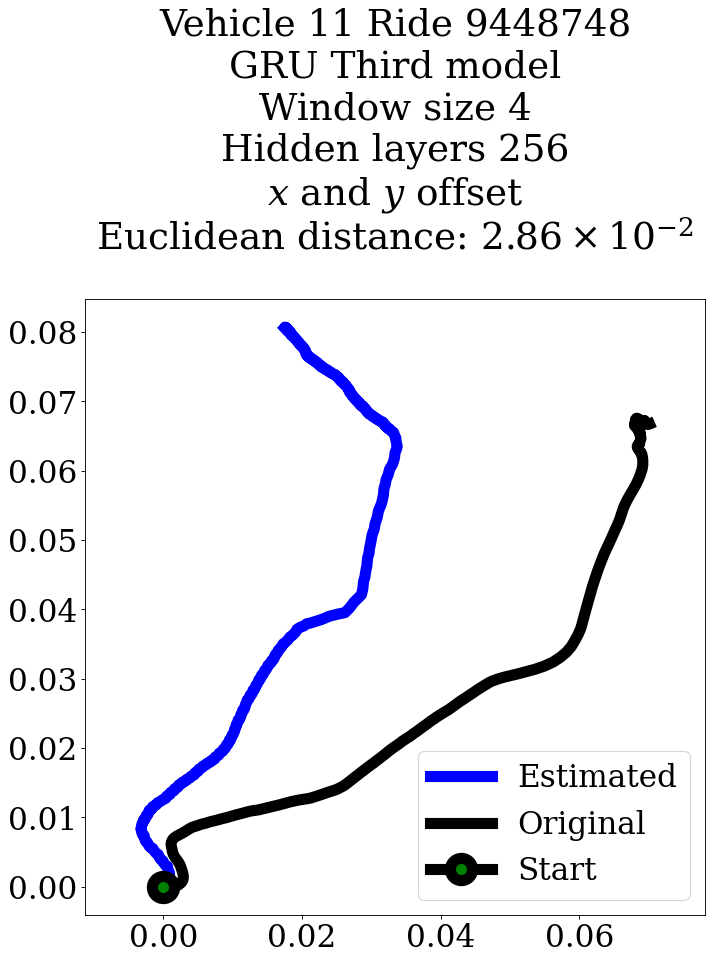 Vehicle 11 Ride 9448748
GRU Third model
Window size 4
Hidden layers 256
x and y offset
Euclidean distance: 2.86 × 10⁻²
0.08
0.07
0.06
0.05
0.04
0.03
0.02
0.01
0.00
Estimated
Original
Start
0.00 0.02 0.04 0.06